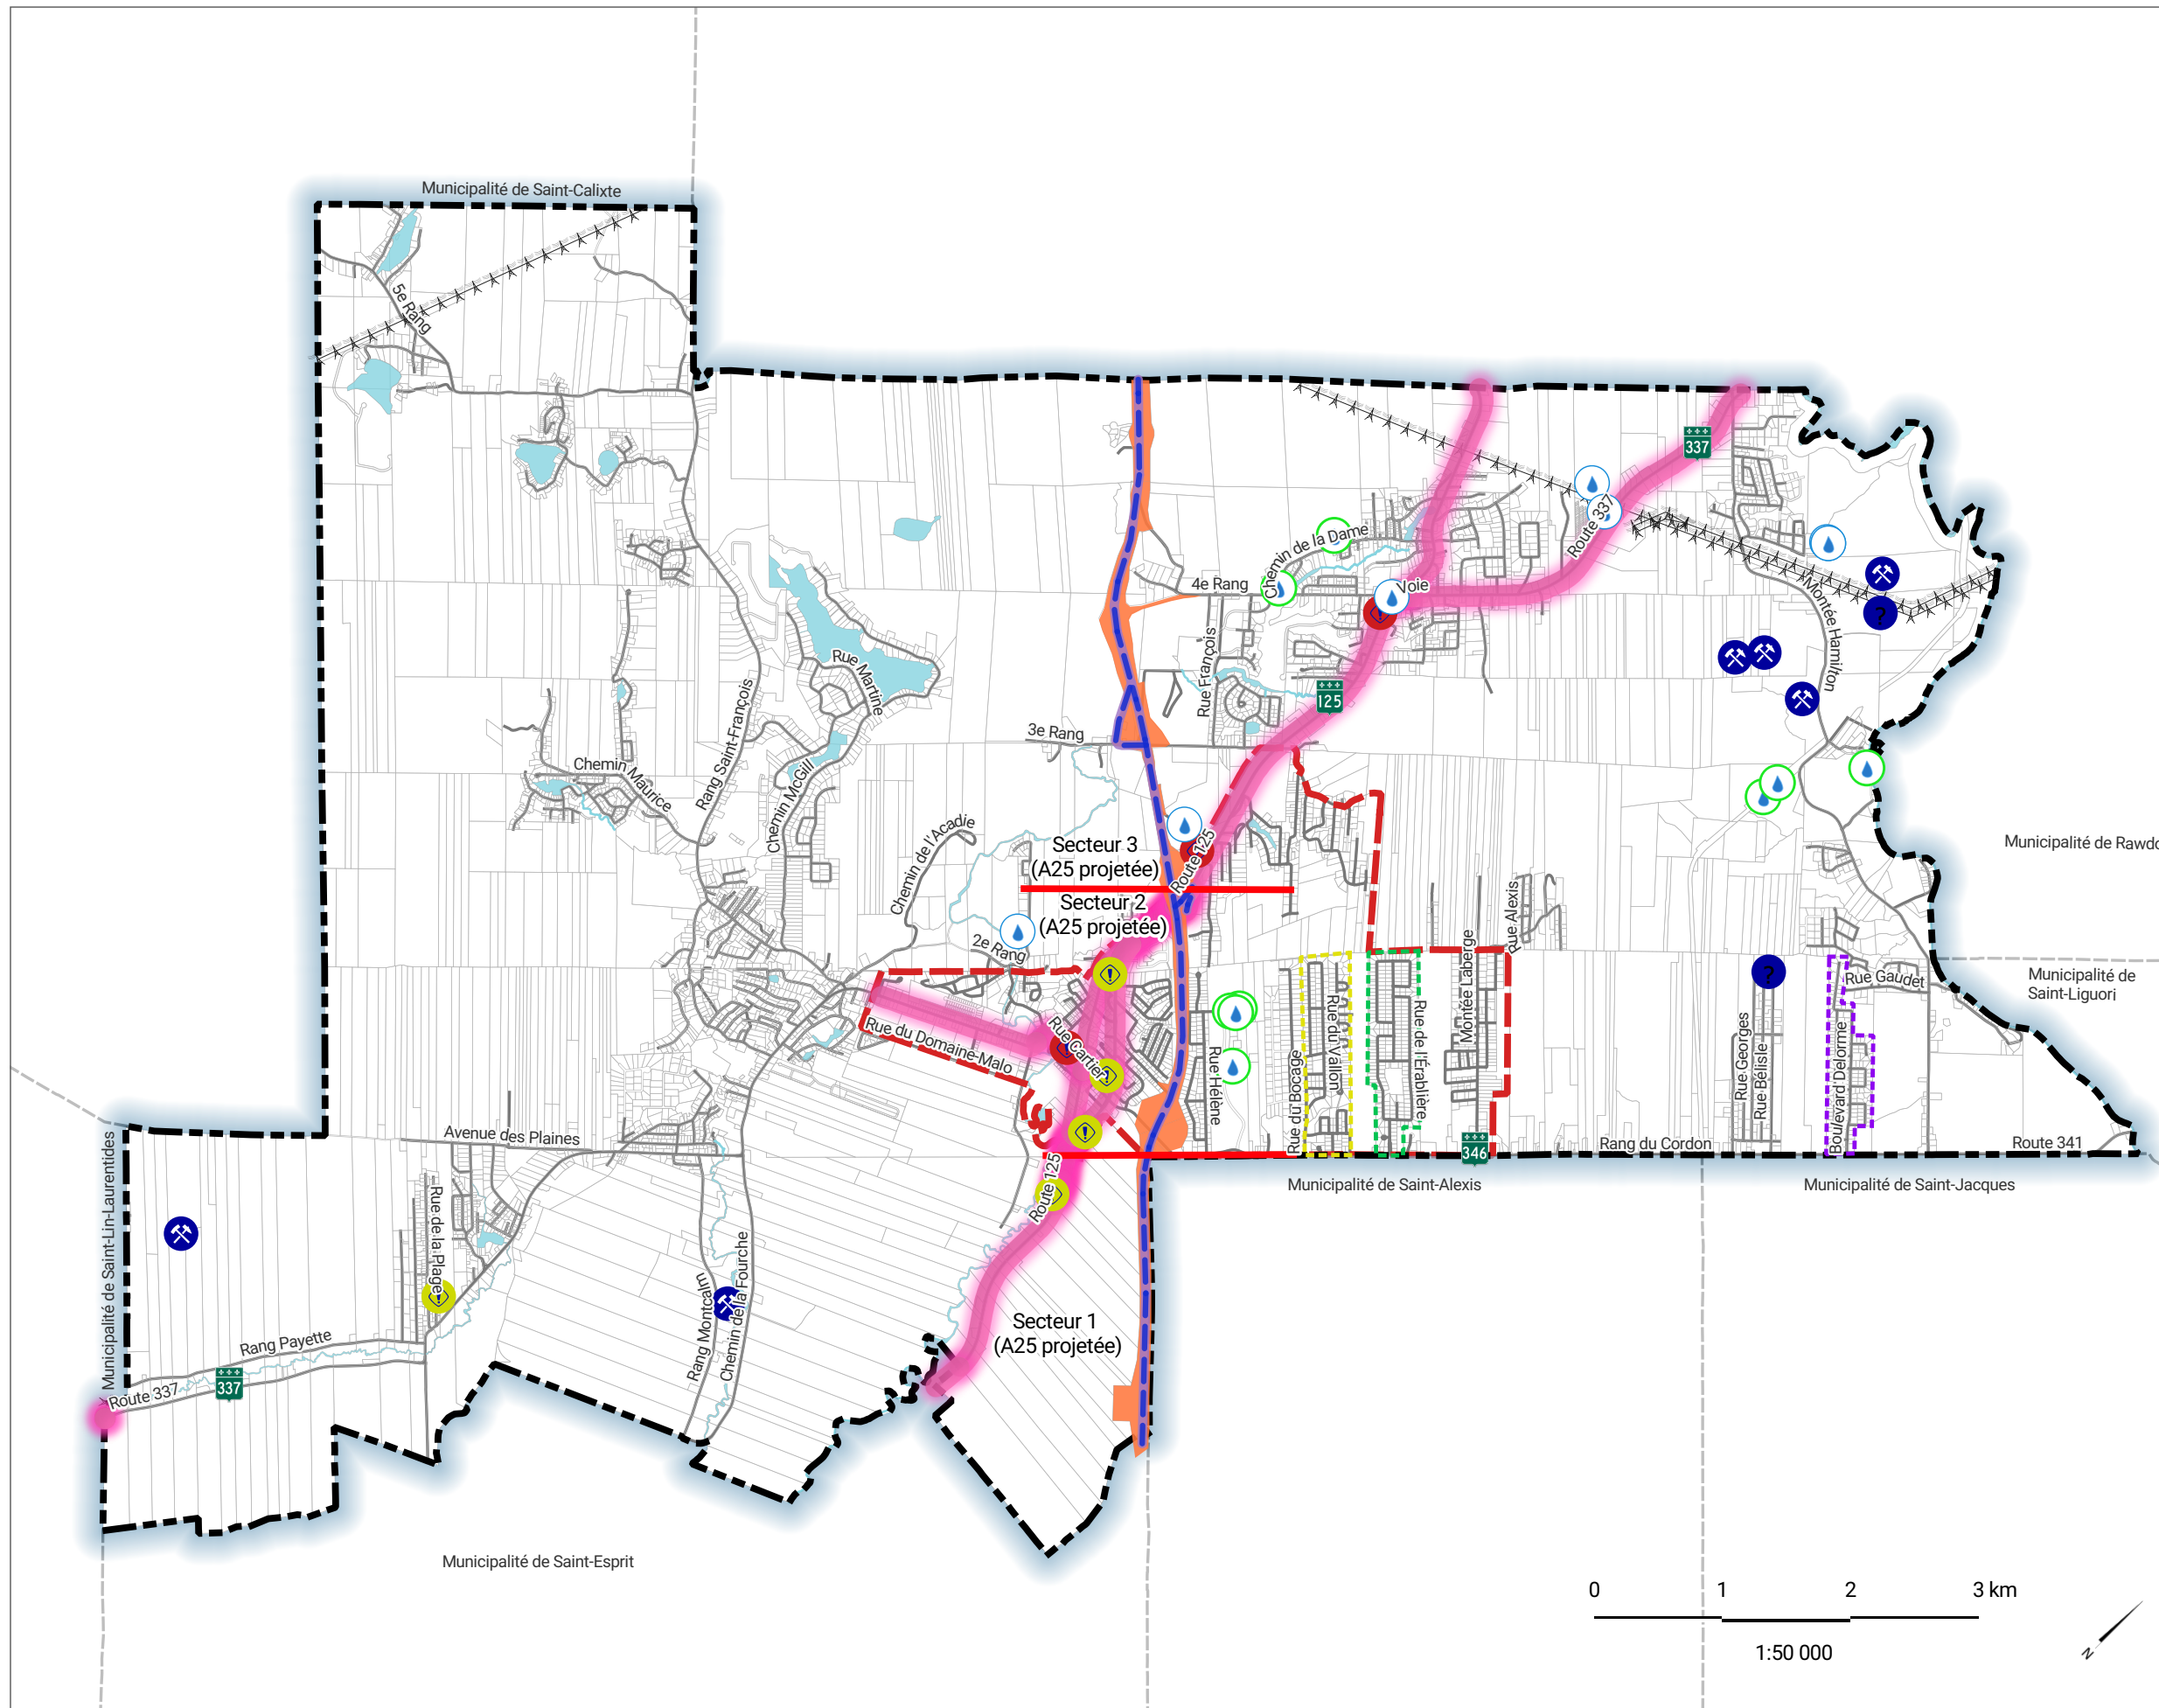 Municipalité de Saint-Calixte
5e Rang
337
Route 337
Chemin de la Dame
4e Rang
Voie
Montée Hamilton
Rue François
Rue Martine
125
Rang Saint-François
3e Rang
Chemin Maurice
Chemin McGill
Chemin de l'Acadie
Secteur 3
(A25 projetée)
Route 125
Municipalité de Rawdo
Secteur 2
(A25 projetée)
2e Rang
Rue Alexis
Montée Laberge
Rue Gaudet
Municipalité de
Saint-Liguori
Rue du Domaine-Malo
Rue Cartier
Rue Hélène
Rue du Bocage
Rue du Vallon
Rue de l'Érablière
Rue Georges
Rue Bélisle
Boulevard Delorme
Avenue des Plaines
346
Rang du Cordon
Route 341
Municipalité de Saint-Lin-Laurentides
Route 125
Municipalité de Saint-Alexis
Municipalité de Saint-Jacques
Rue de la Plage
Rang Montcalm
Chemin de la Fourche
Secteur 1
(A25 projetée)
Rang Payette
337
Route 337
Municipalité de Saint-Esprit
0 1 2 3 km
1:50 000
N